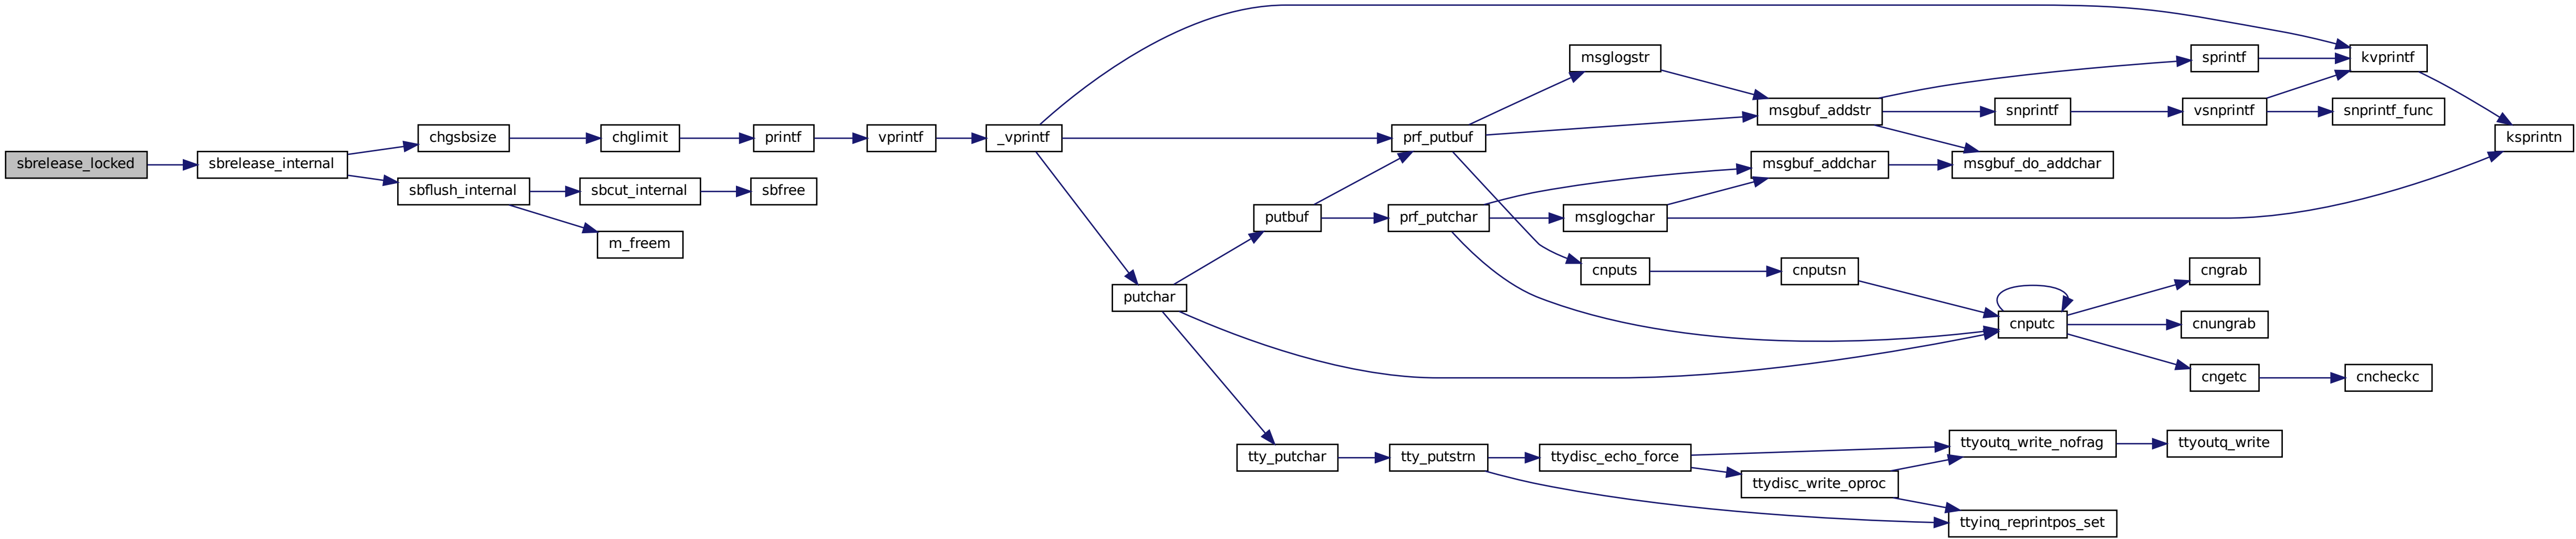 sbrelease_locked
sbrelease_internal
chgsbsize
chglimit
printf
vprintf
_vprintf
sbflush_internal
sbcut_internal
sbfree
m_freem
prf_putbuf
msglogstr
msgbuf_addstr
sprintf
kvprintf
snprintf
vsnprintf
snprintf_func
ksprintn
msgbuf_addchar
msgbuf_do_addchar
putbuf
prf_putchar
msglogchar
putchar
cnputs
cnputsn
cnputc
cngrab
cnungrab
cngetc
cncheckc
tty_putchar
tty_putstrn
ttydisc_echo_force
ttyoutq_write_nofrag
ttyoutq_write
ttydisc_write_oproc
ttyinq_reprintpos_set